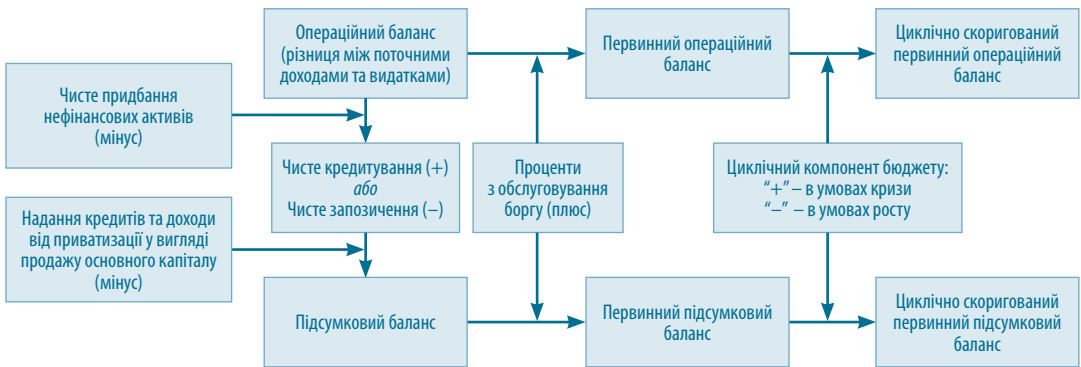 Операційний баланс
(різниця між поточними
доходами та видатками)
Первинний операційний
баланс
Циклічно скоригований
первинний операційний
баланс
Чисте придбання
нефінансових активів
(мінус)
Чисте кредитування (+)
або
Чисте запозичення (–)
Проценти
з обслуговування
боргу (плюс)
Циклічний компонент бюджету:
“+” – в умовах кризи
“–” – в умовах росту
Надання кредитів та доходи
від приватизації у вигляді
продажу основного капіталу
(мінус)
Підсумковий баланс
Первинний підсумковий
баланс
Циклічно скоригований
первинний підсумковий
баланс